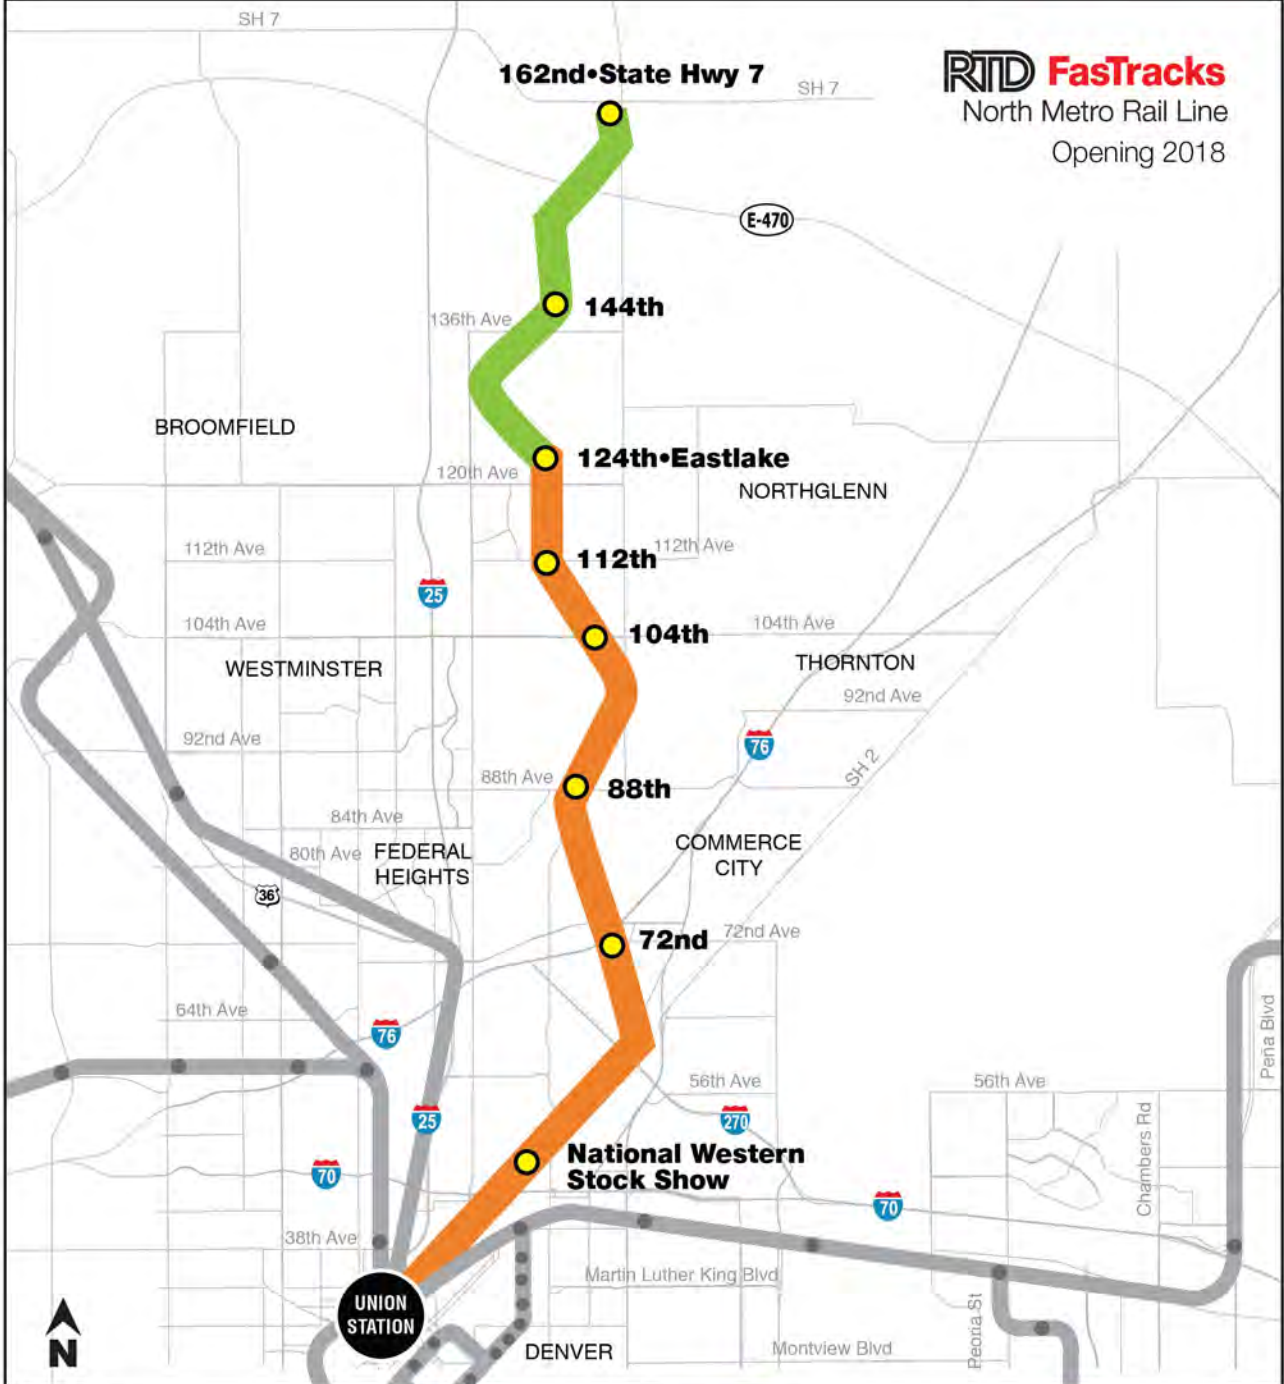 SH 7
162nd•State Hwy 7
SH 7
RTD FasTracks
North Metro Rail Line
Opening 2018
E-470
144th
136th Ave
BROOMFIELD
124th•Eastlake
120th Ave
NORTHGLENN
112th Ave
112th
112th Ave
25
104th Ave
104th
104th Ave
WESTMINSTER
THORNTON
92nd Ave
92nd Ave
76
SH 2
88th Ave
88th
84th Ave
80th Ave
FEDERAL
HEIGHTS
COMMERCE
CITY
36
72nd
72nd Ave
64th Ave
76
Peña Blvd
56th Ave
56th Ave
25
270
Chambers Rd
National Western
Stock Show
70
70
38th Ave
Martin Luther King Blvd
UNION
STATION
Peoria St
N
DENVER
Montview Blvd